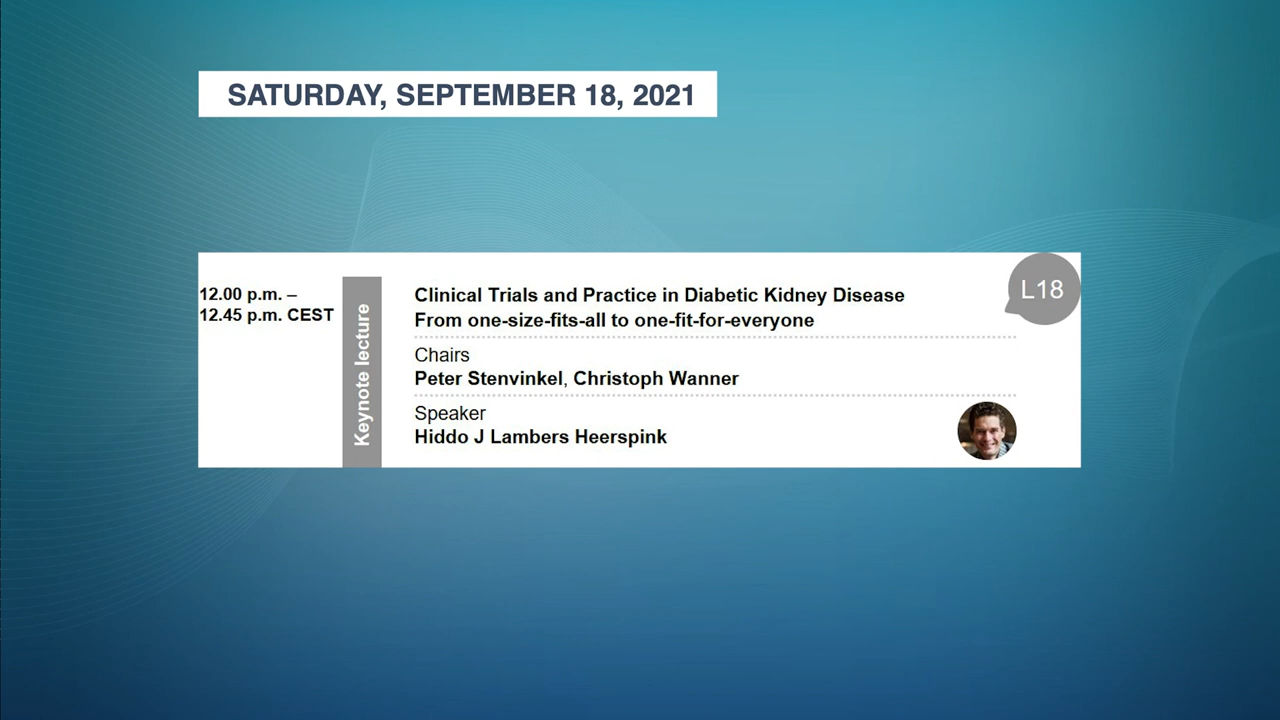 SATURDAY, SEPTEMBER 18, 2021
12.00 p.m. –
12.45 p.m. CEST
Keynote lecture
Clinical Trials and Practice in Diabetic Kidney Disease
From one-size-fits-all to one-fit-for-everyone
L18
Chairs
Peter Stenvinkel, Christoph Wanner
Speaker
Hiddo J Lambers Heerspink